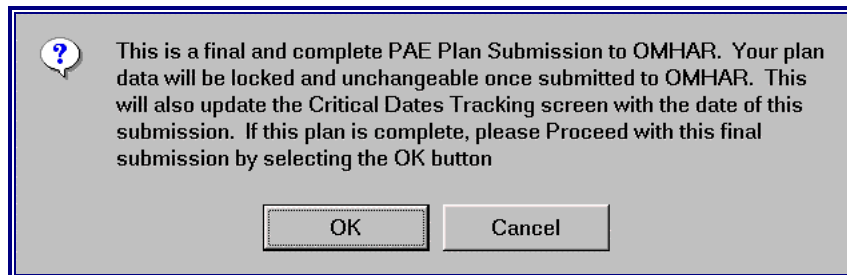 This is a final and complete PAE Plan Submission to OMHAR.  Your plan
data will be locked and unchangeable once submitted to OMHAR.  This
will also update the Critical Dates Tracking screen with the date of this
submission.  If this plan is complete, please Proceed with this final
submission by selecting the OK button
OK Cancel